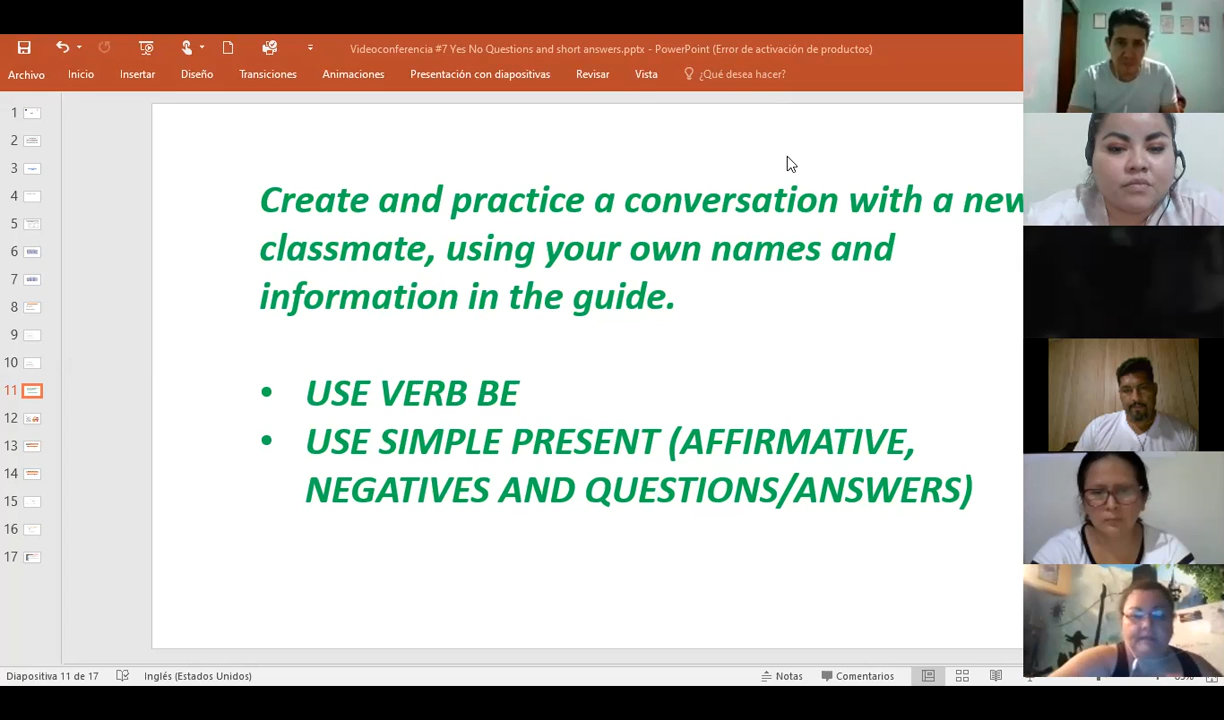 Videoconferencia #7 Yes No Questions and short answers.pptx - PowerPoint (Error de activación de productos)
Archivo Inicio Insertar Diseño Transiciones Animaciones Presentación con diapositivas Revisar Vista ¿Qué desea hacer?
1
2
3
4
5
6
7
8
9
10
11
12
13
14
15
16
17
Create and practice a conversation with a new
classmate, using your own names and
information in the guide.
• USE VERB BE
• USE SIMPLE PRESENT (AFFIRMATIVE,
NEGATIVES AND QUESTIONS/ANSWERS)
Diapositiva 11 de 17 Inglés (Estados Unidos) Notas Comentarios